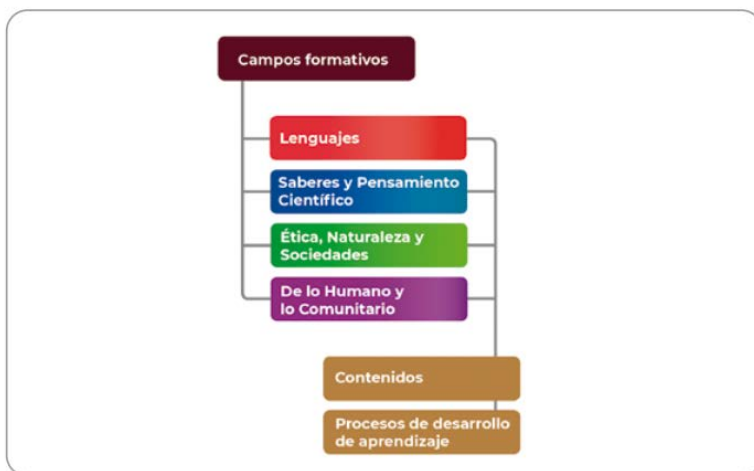 Campos formativos
Lenguajes
Saberes y Pensamiento
Científico
Ética, Naturaleza y
Sociedades
De lo Humano y
lo Comunitario
Contenidos
Procesos de desarrollo
de aprendizaje